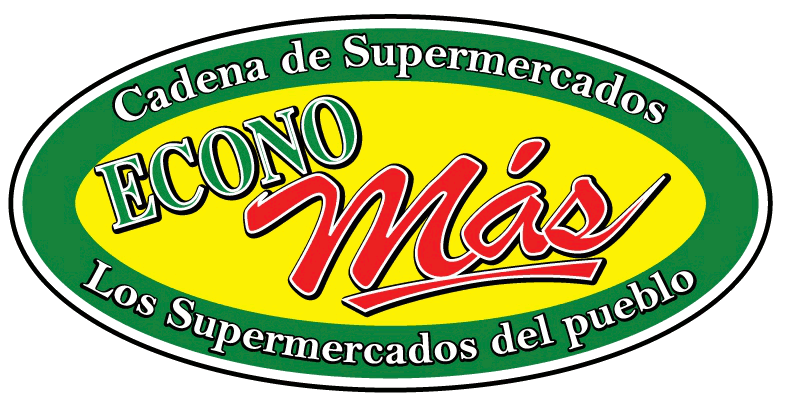 Cadena de Supermercados
ECONO
más
Los Supermercados del pueblo